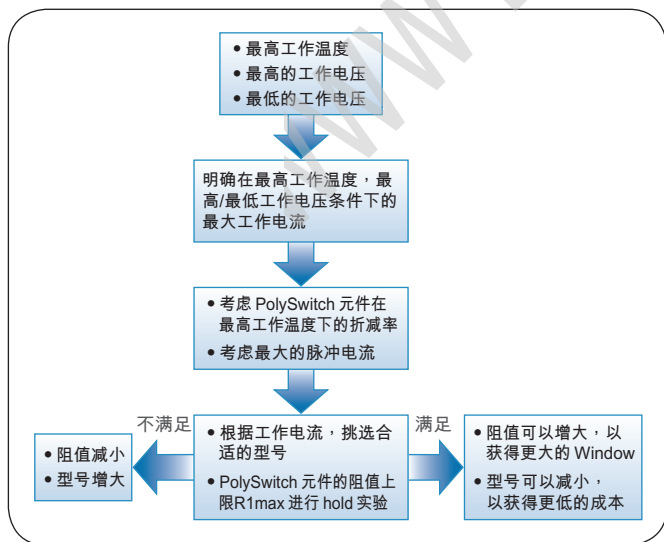 • 最高工作温度
• 最高的工作电压
• 最低的工作电压
明确在最高工作温度，最
高/最低工作电压条件下的
最大工作电流
• 考虑 PolySwitch 元件在
最高工作温度下的折减率
• 考虑最大的脉冲电流
不满足
满足
• 阻值减小
• 型号增大
• 根据工作电流，挑选合
适的型号
• PolySwitch 元件的阻值上
限R1max 进行 hold 实验
• 阻值可以增大，以
获得更大的 Window
• 型号可以减小，
以获得更低的成本